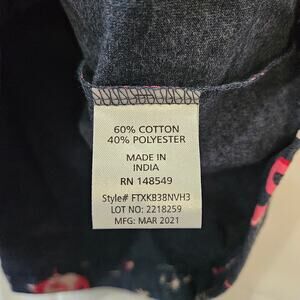 60% COTTON
40% POLYESTER
MADE IN
INDIA
RN 148549
Style# FTXKB38NVH3
LOT NO: 2218259
MFG: MAR 2021